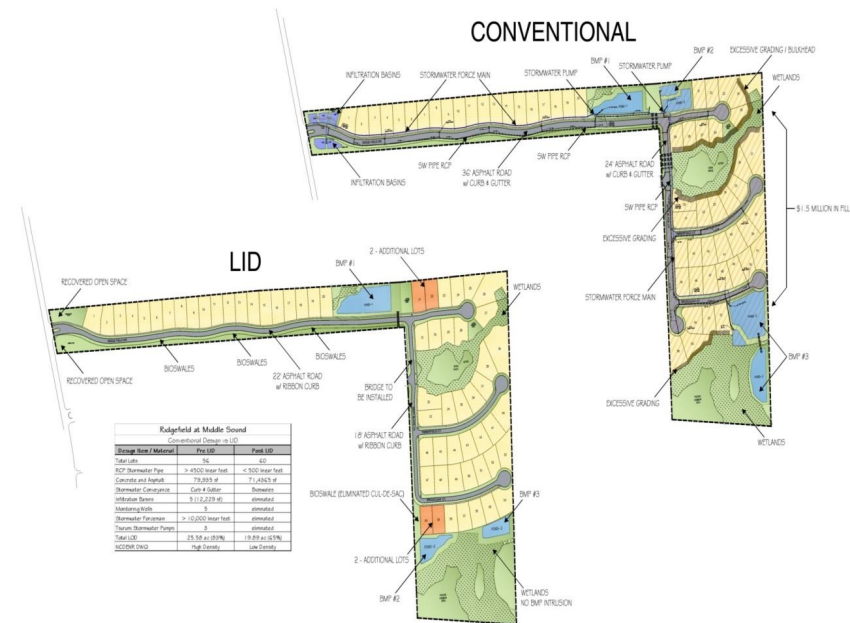 CONVENTIONAL
BMP #1
BMP #2
EXCESSIVE GRADING / BULKHEAD
INFILTRATION BASINS
STORMWATER FORCE MAIN
STORMWATER PUMP
STORMWATER PUMP
WETLANDS
INFILTRATION BASINS
SW PIPE RCP
36' ASPHALT ROAD
w/ CURB & GUTTER
SW PIPE RCP
24' ASPHALT ROAD
w/ CURB & GUTTER
SW PIPE RCP
$1.5 MILLION IN FILL
EXCESSIVE GRADING
STORMWATER FORCE MAIN
BMP #3
EXCESSIVE GRADING
WETLANDS
LID
2 - ADDITIONAL LOTS
BMP #1
RECOVERED OPEN SPACE
WETLANDS
RECOVERED OPEN SPACE
BIOSWALES
BIOSWALES
BIOSWALES
22' ASPHALT ROAD
w/ RIBBON CURB
BRIDGE TO
BE INSTALLED
18' ASPHALT ROAD
w/ RIBBON CURB
BIOSWALE (ELIMINATED CUL-DE-SAC)
BMP #3
2 - ADDITIONAL LOTS
BMP #2
WETLANDS
NO BMP INTRUSION
Ridgefield at Middle Sound
Conventional Design vs LID
Design Item / Material Pre LID Post LID
Total Lots 56 60
RCP Stormwater Pipe > 4500 linear feet < 500 linear feet
Concrete and Asphalt
Stormwater Conveyance Curb & Gutter Bioswales
Infiltration Basins 5 (12,229 sf) eliminated
Monitoring Wells 5 eliminated
Stormwater Forcemain > 10,000 linear feet eliminated
Stormwater Pumps 3 eliminated
Total LOD
NCDENR DWQ High Density Low Density